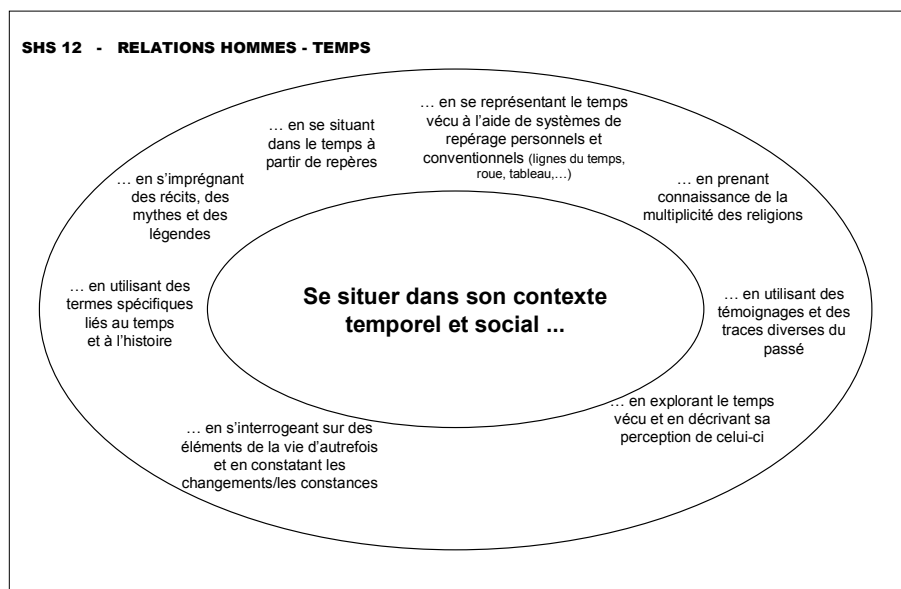 SHS 12 - RELATIONS HOMMES - TEMPS
… en se représentant le temps
vécu à l’aide de systèmes de
repérage personnels et
conventionnels (lignes du temps,
roue, tableau,…)
… en se situant
dans le temps à
partir de repères
… en s’imprégnant
des récits, des
mythes et des
légendes
… en prenant
connaissance de la
multiplicité des religions
… en utilisant des
termes spécifiques
liés au temps
et à l’histoire
Se situer dans son contexte
temporel et social ...
… en utilisant des
témoignages et des
traces diverses du
passé
… en explorant le temps
vécu et en décrivant sa
perception de celui-ci
… en s’interrogeant sur des
éléments de la vie d’autrefois
et en constatant les
changements/les constances